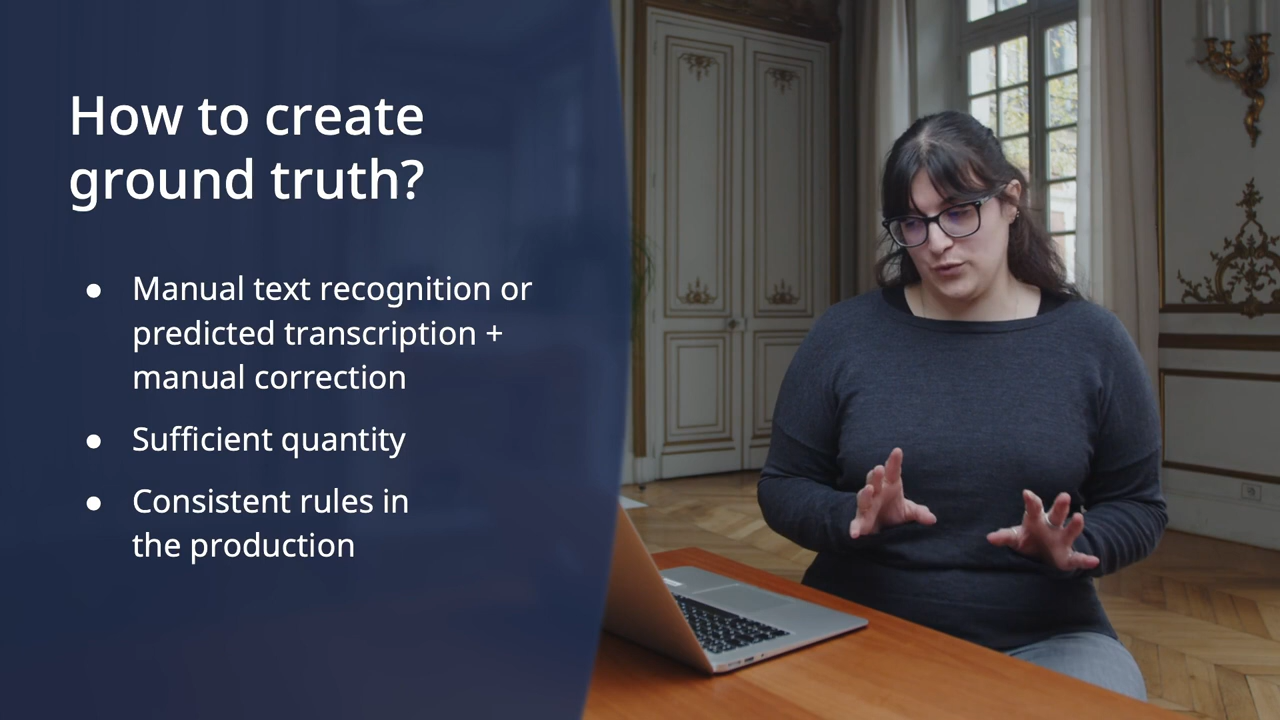 How to create
ground truth?
● Manual text recognition or
predicted transcription +
manual correction
● Sufficient quantity
● Consistent rules in
the production